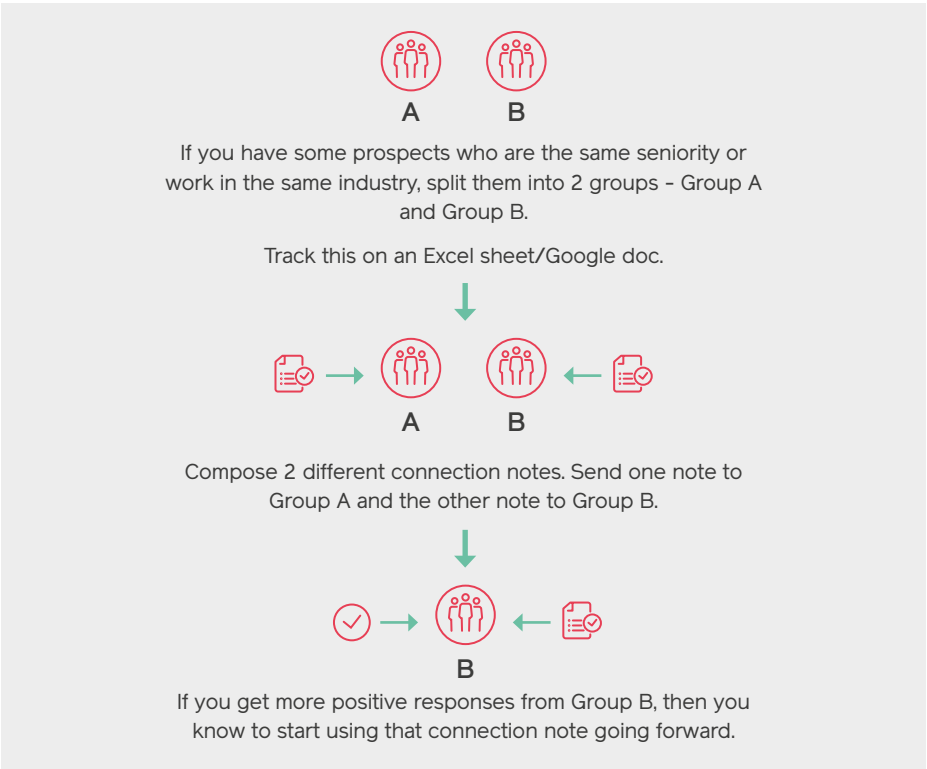 A B
If you have some prospects who are the same seniority or
work in the same industry, split them into 2 groups - Group A
and Group B.
Track this on an Excel sheet/Google doc.
A B
Compose 2 different connection notes. Send one note to
Group A and the other note to Group B.
B
If you get more positive responses from Group B, then you
know to start using that connection note going forward.